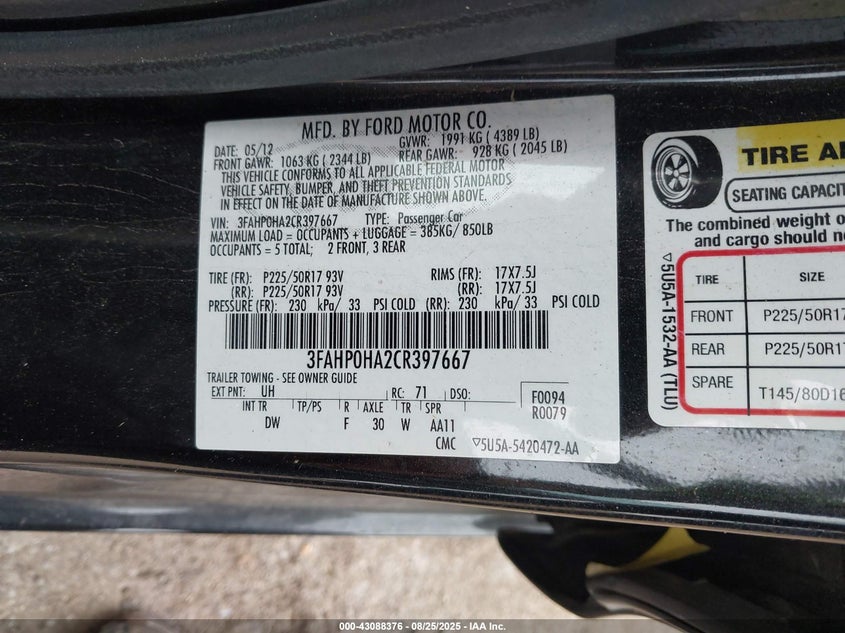 MFD. BY FORD MOTOR CO.
DATE: 05/12 GVWR: 1991 KG ( 4389 LB)
FRONT GAWR: 1063 KG ( 2344 LB) REAR GAWR: 928 KG ( 2045 LB)
THIS VEHICLE CONFORMS TO ALL APPLICABLE FEDERAL MOTOR
VEHICLE SAFETY, BUMPER, AND THEFT PREVENTION STANDARDS
IN EFFECT ON THE DATE OF MANUFACTURE SHOWN ABOVE.
VIN: 3FAHP0HA2CR397667 TYPE: Passenger Car
MAXIMUM LOAD = OCCUPANTS + LUGGAGE = 385KG/ 850LB
OCCUPANTS = 5 TOTAL; 2 FRONT, 3 REAR
TIRE (FR): P225/50R17 93V RIMS (FR): 17X7.5J
(RR): P225/50R17 93V (RR): 17X7.5J
PRESSURE (FR): 230 kPa/ 33 PSI COLD (RR): 230 kPa/ 33 PSI COLD
3FAHP0HA2CR397667
TRAILER TOWING - SEE OWNER GUIDE
EXT PNT: UH RC: 71 DSO: F0094
R0079
INT TR TP/PS R AXLE TR SPR
DW F 30 W AA11
CMC ▽5U5A-5420472-AA
TIRE A
SEATING CAPACIT
The combined weight o
and cargo should no
▽5U5A-1532-AA (TLU)
TIRE SIZE
FRONT P225/50R17
REAR P225/50R17
SPARE T145/80D16
000-43088376 - 08/25/2025 - IAA Inc.